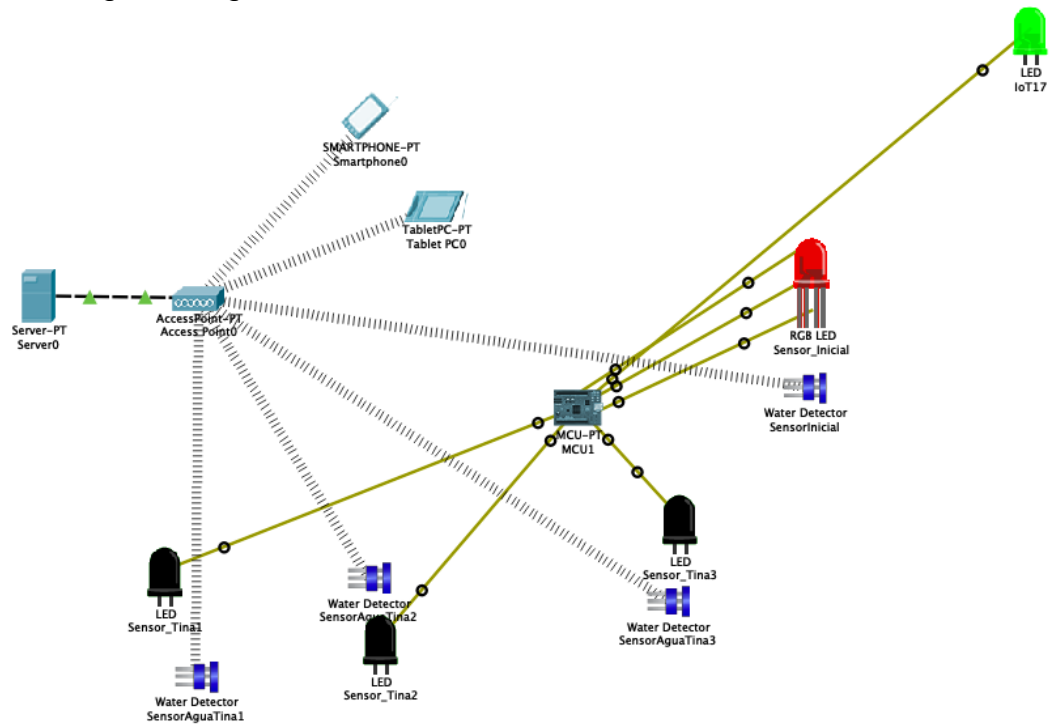 LED
IoT17
SMARTPHONE-PT
Smartphone0
TabletPC-PT
Tablet PC0
Server-PT
Server0
AccessPoint-PT
Access Point0
RGB LED
Sensor_Inicial
Water Detector
SensorInicial
MCU-PT
MCU1
LED
Sensor_Tina3
LED
Sensor_Tina1
Water Detector
SensorAguaTina2
Water Detector
SensorAguaTina3
LED
Sensor_Tina2
Water Detector
SensorAguaTina1